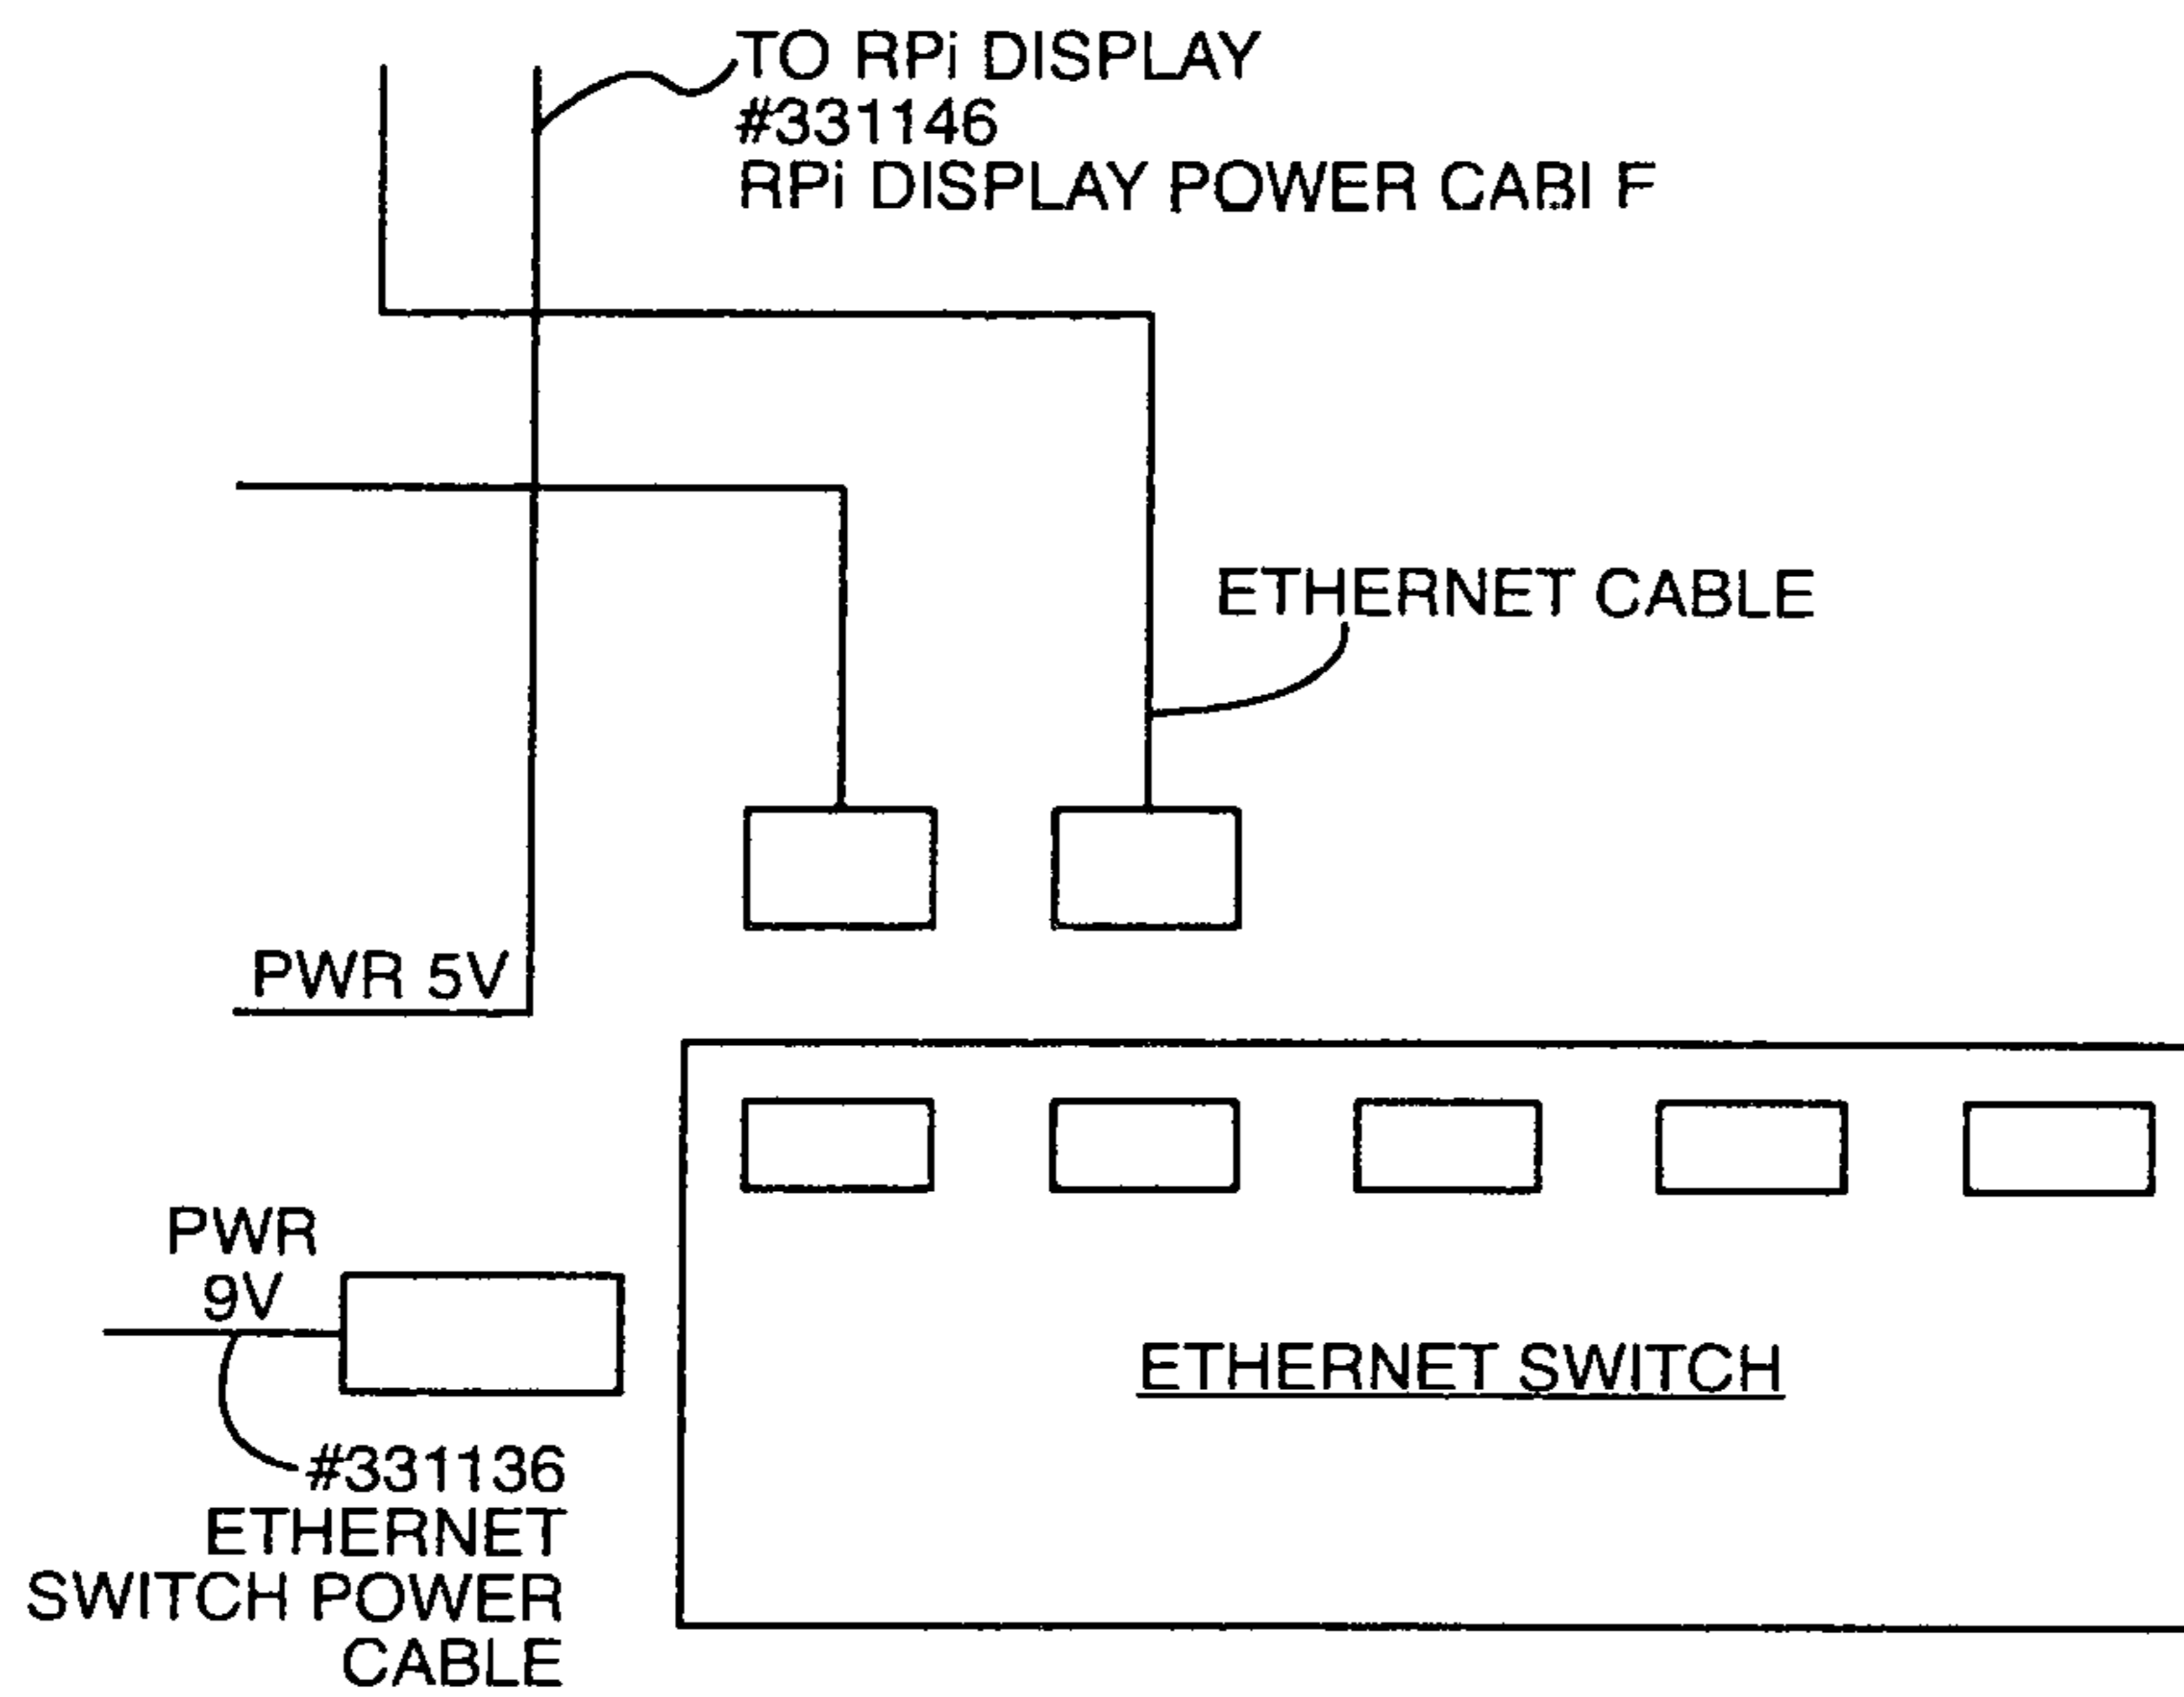 TO RPi DISPLAY
#331146
RPi DISPLAY POWER CABLE
ETHERNET CABLE
PWR 5V
PWR
9V
ETHERNET SWITCH
#331136
ETHERNET
SWITCH POWER
CABLE